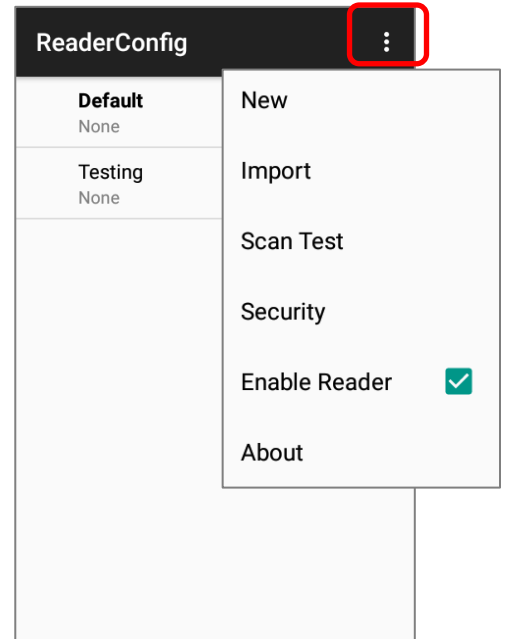 ReaderConfig
Default
None
Testing
None
New
Import
Scan Test
Security
Enable Reader
About